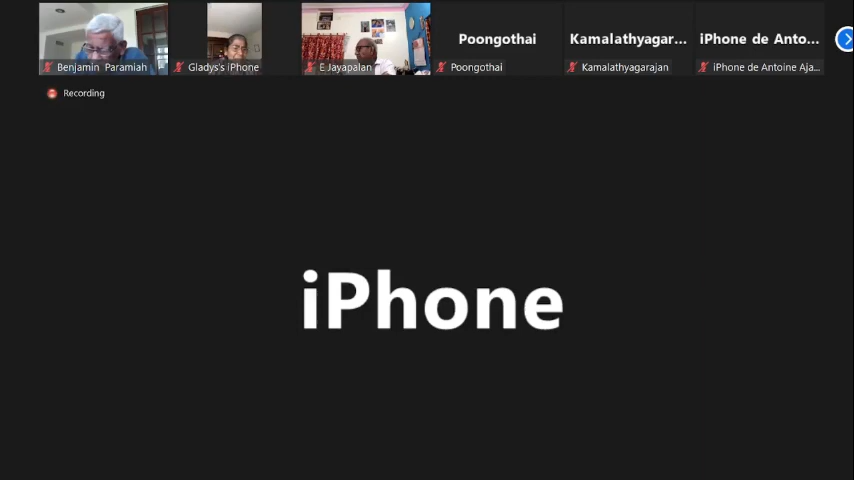 Poongothai
Kamalathyagar...
iPhone de Anto...
Benjamin Paramiah
Gladys's iPhone
E Jayapalan
Poongothai
Kamalathyagarajan
iPhone de Antoine Aja...
Recording
iPhone